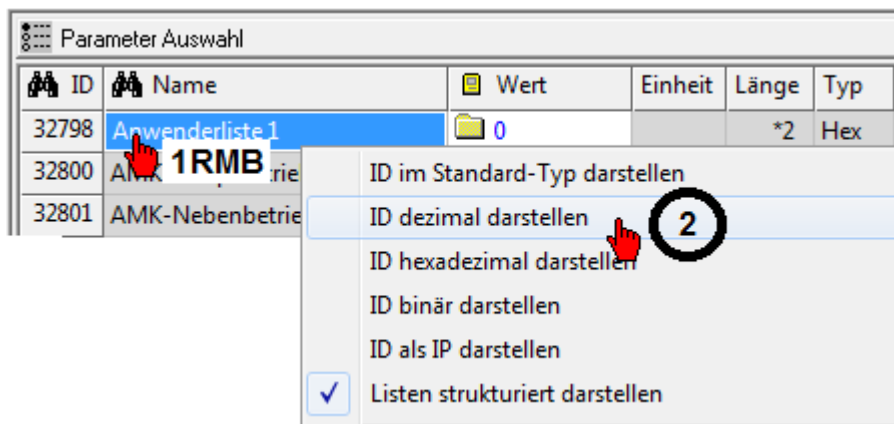 Parameter Auswahl
ID Name Wert Einheit Länge Typ
32798 Anwenderliste 1 0 *2 Hex
1RMB
32800
ID im Standard-Typ darstellen
32801 AMK-Nebenbetrie
ID dezimal darstellen 2
ID hexadezimal darstellen
ID binär darstellen
ID als IP darstellen
Listen strukturiert darstellen